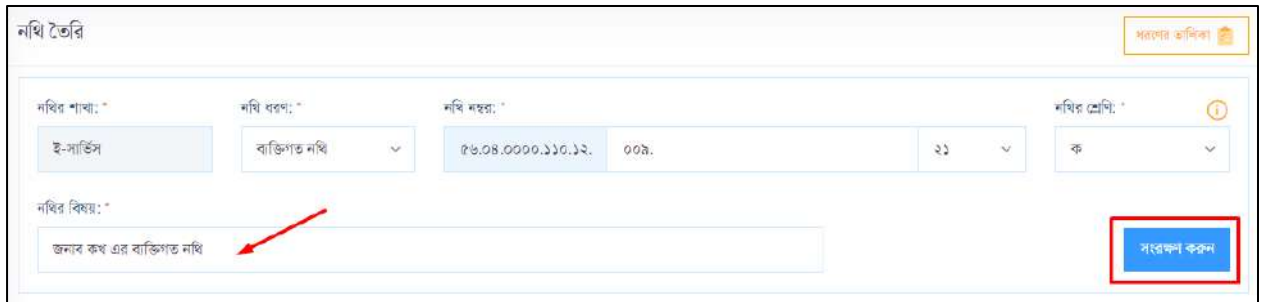 নথি তৈরি
ধরণের তালিকা
নথির শাখা: * নথি ধরণ: * নথি নম্বর: * নথির শ্রেণি: *
ই-সার্ভিস ব্যক্তিগত নথি ৫৬.০৪.০০০০.১১০.১২. ০০৯. ২১ ক
নথির বিষয়: *
জনাব কখ এর ব্যক্তিগত নথি
সংরক্ষণ করুন